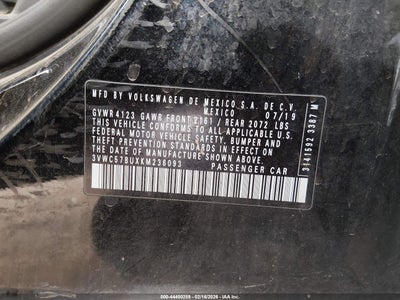 MFD BY VOLKSWAGEN DE MEXICO S.A. DE C.V.
MEXICO 07/19
GVWR 4123 GAWR FRONT 2161 / REAR 2072 LBS
THIS VEHICLE CONFORMS TO ALL APPLICABLE
FEDERAL MOTOR VEHICLE SAFETY, BUMPER AND
THEFT PREVENTION STANDARDS IN EFFECT ON
THE DATE OF MANUFACTURE SHOWN ABOVE.
3VWC57BUXKM236093 PASSENGER CAR
3141592 3387 M
000-44400259 - 02/16/2026 - IAA Inc.